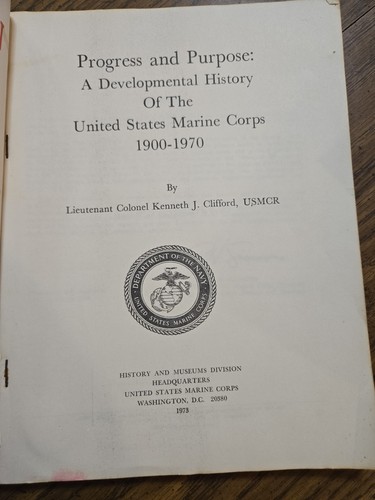 Progress and Purpose:
A Developmental History
Of The
United States Marine Corps
1900-1970
By
Lieutenant Colonel Kenneth J. Clifford, USMCR
DEPARTMENT OF THE NAVY
UNITED STATES MARINE CORPS
HISTORY AND MUSEUMS DIVISION
HEADQUARTERS
UNITED STATES MARINE CORPS
WASHINGTON, D.C. 20380
1973